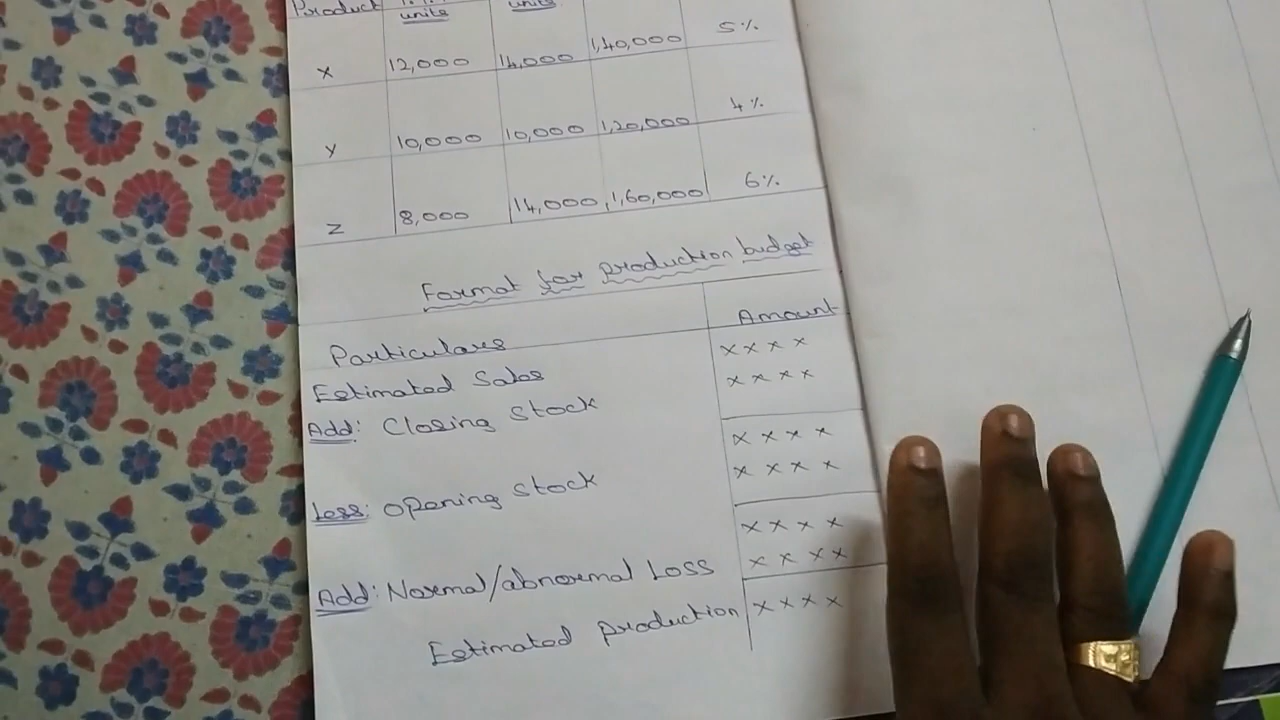 Product
units units
X 12,000 14,000 1,40,000 5%
Y 10,000 10,000 1,20,000 4%
Z 8,000 14,000 1,60,000 6%
Format for production budget
Particulars Amount
Estimated Sales xxxx
Add: Closing stock xxxx
xxxx
Less: Opening stock xxxx
xxxx
Add: Normal/abnormal Loss xxxx
Estimated production xxxx